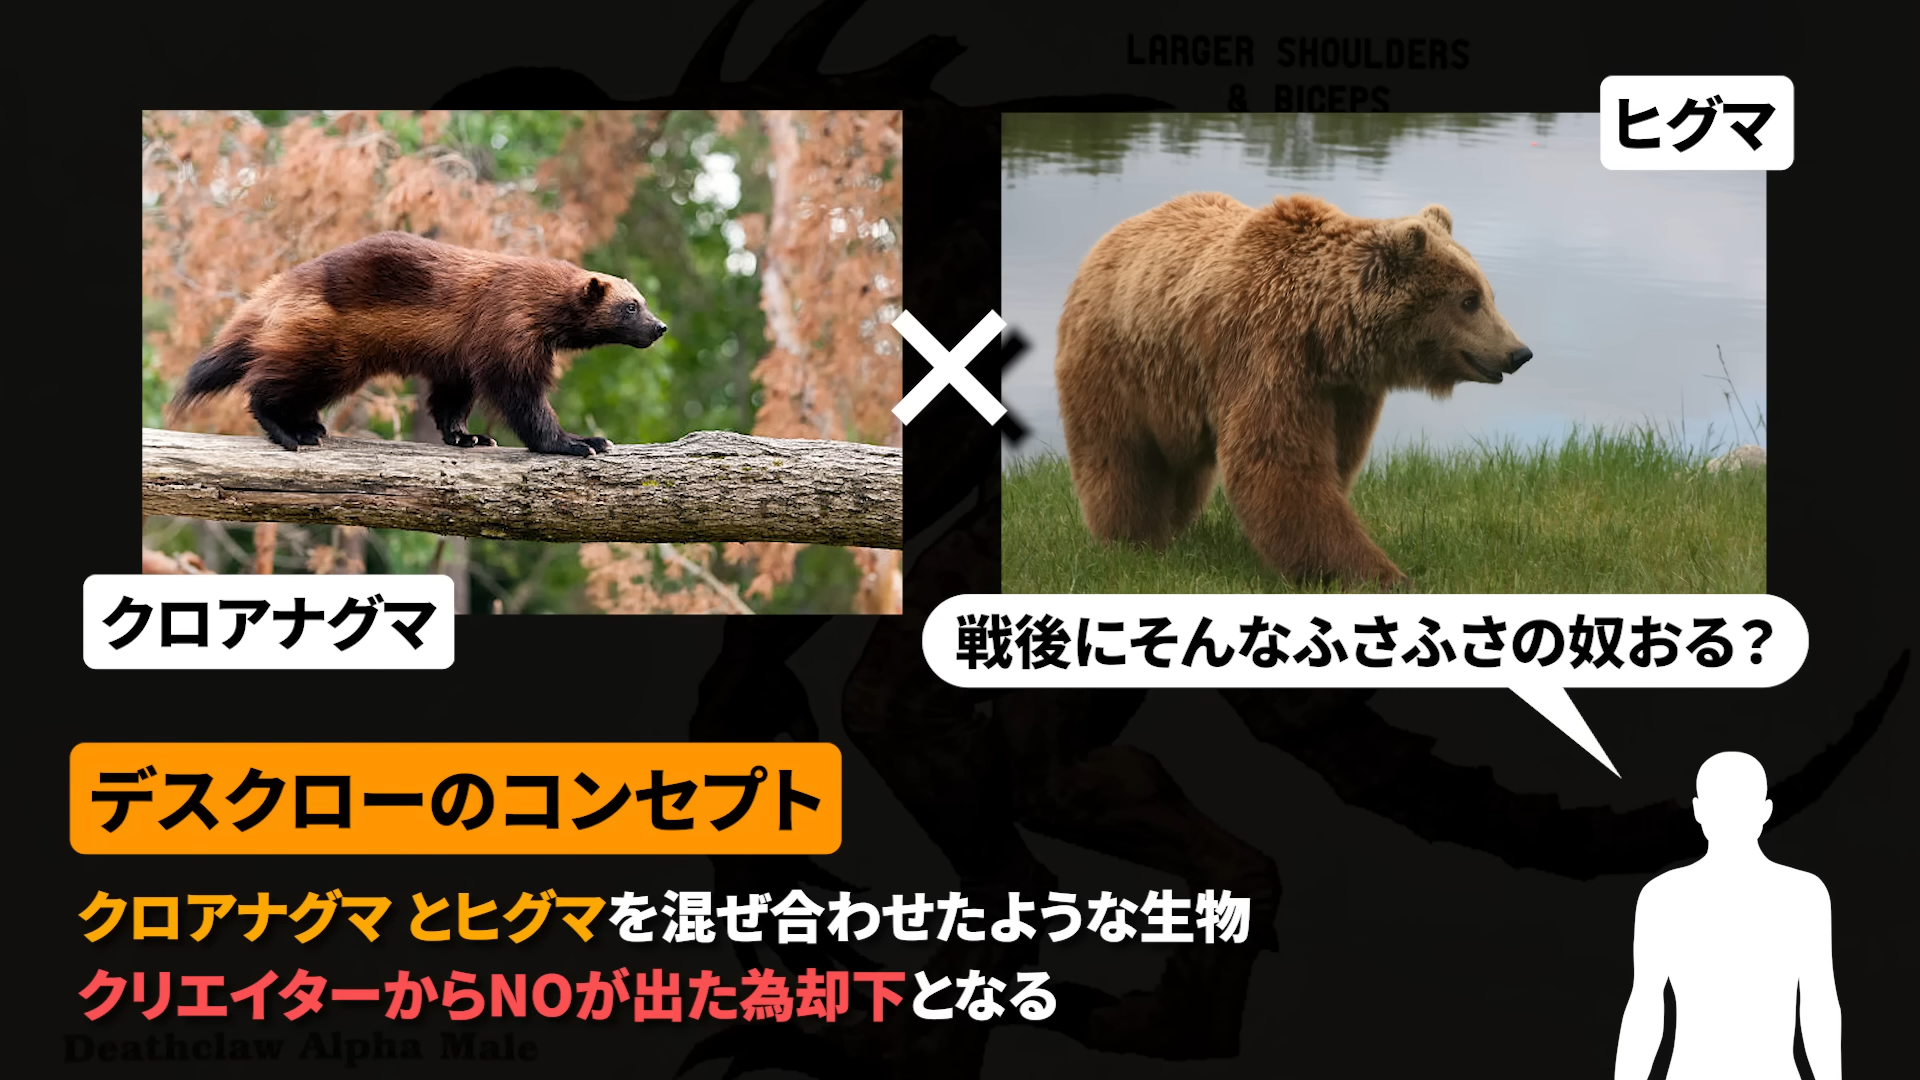 LARGER SHOULDERS
& BICEPS
ヒグマ
クロアナグマ
戦後にそんなふさふさの奴おる？
デスクローのコンセプト
クロアナグマ とヒグマを混ぜ合わせたような生物
クリエイターからNOが出た為却下となる
Deathclaw Alpha Male